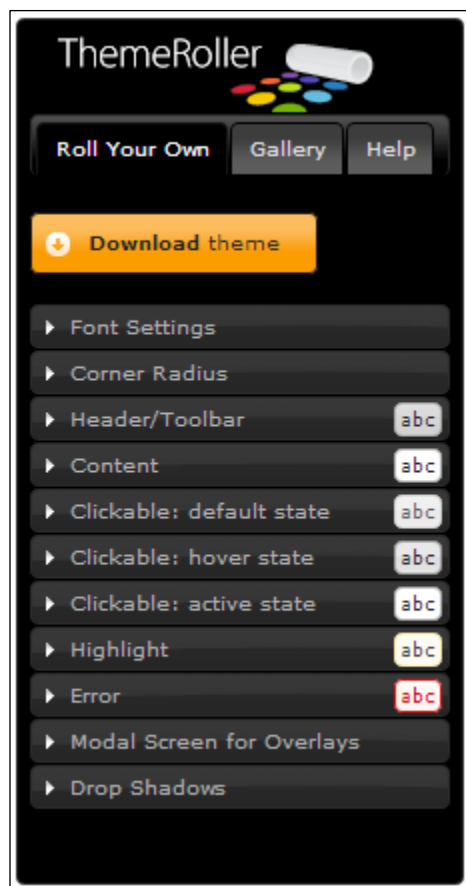 ThemeRoller
Roll Your Own Gallery Help
Download theme
Font Settings
Corner Radius
Header/Toolbar abc
Content abc
Clickable: default state abc
Clickable: hover state abc
Clickable: active state abc
Highlight abc
Error abc
Modal Screen for Overlays
Drop Shadows